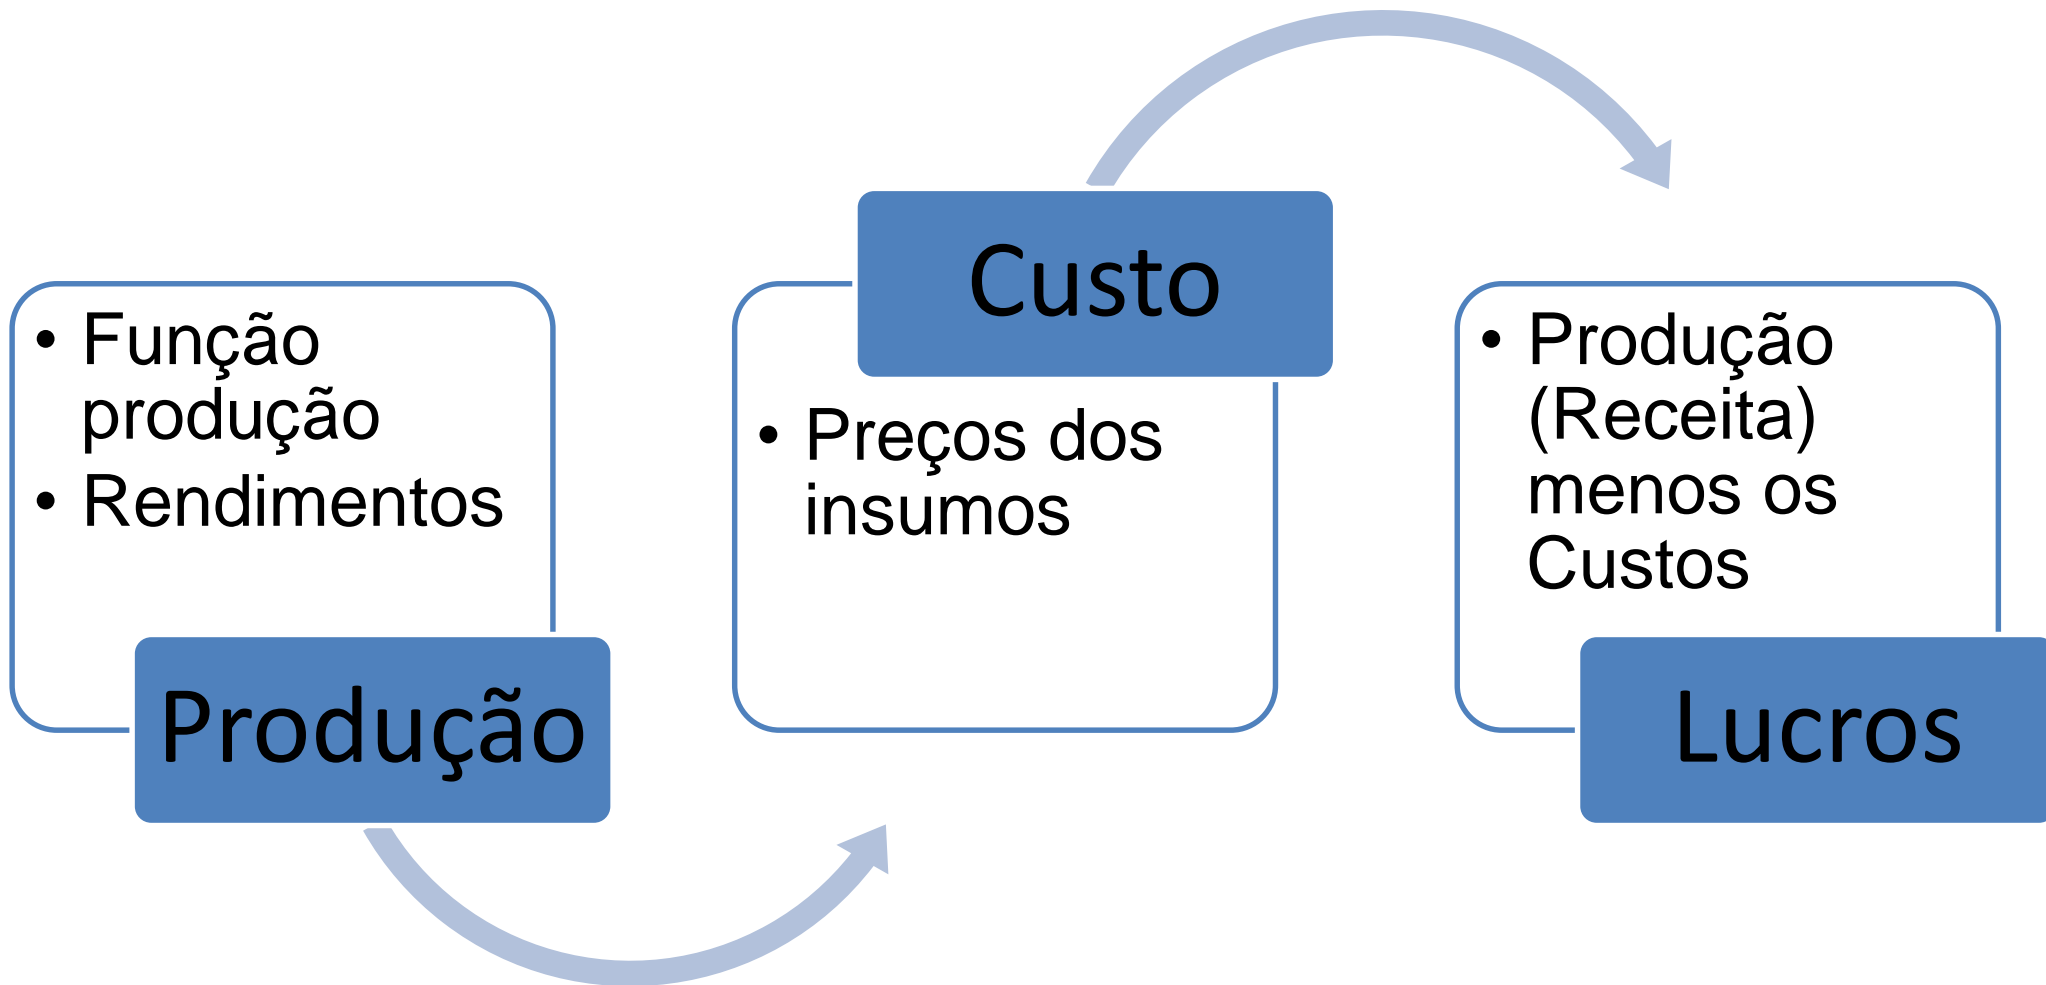 • Função
produção
• Rendimentos
Produção
Custo
• Preços dos
insumos
• Produção
(Receita)
menos os
Custos
Lucros